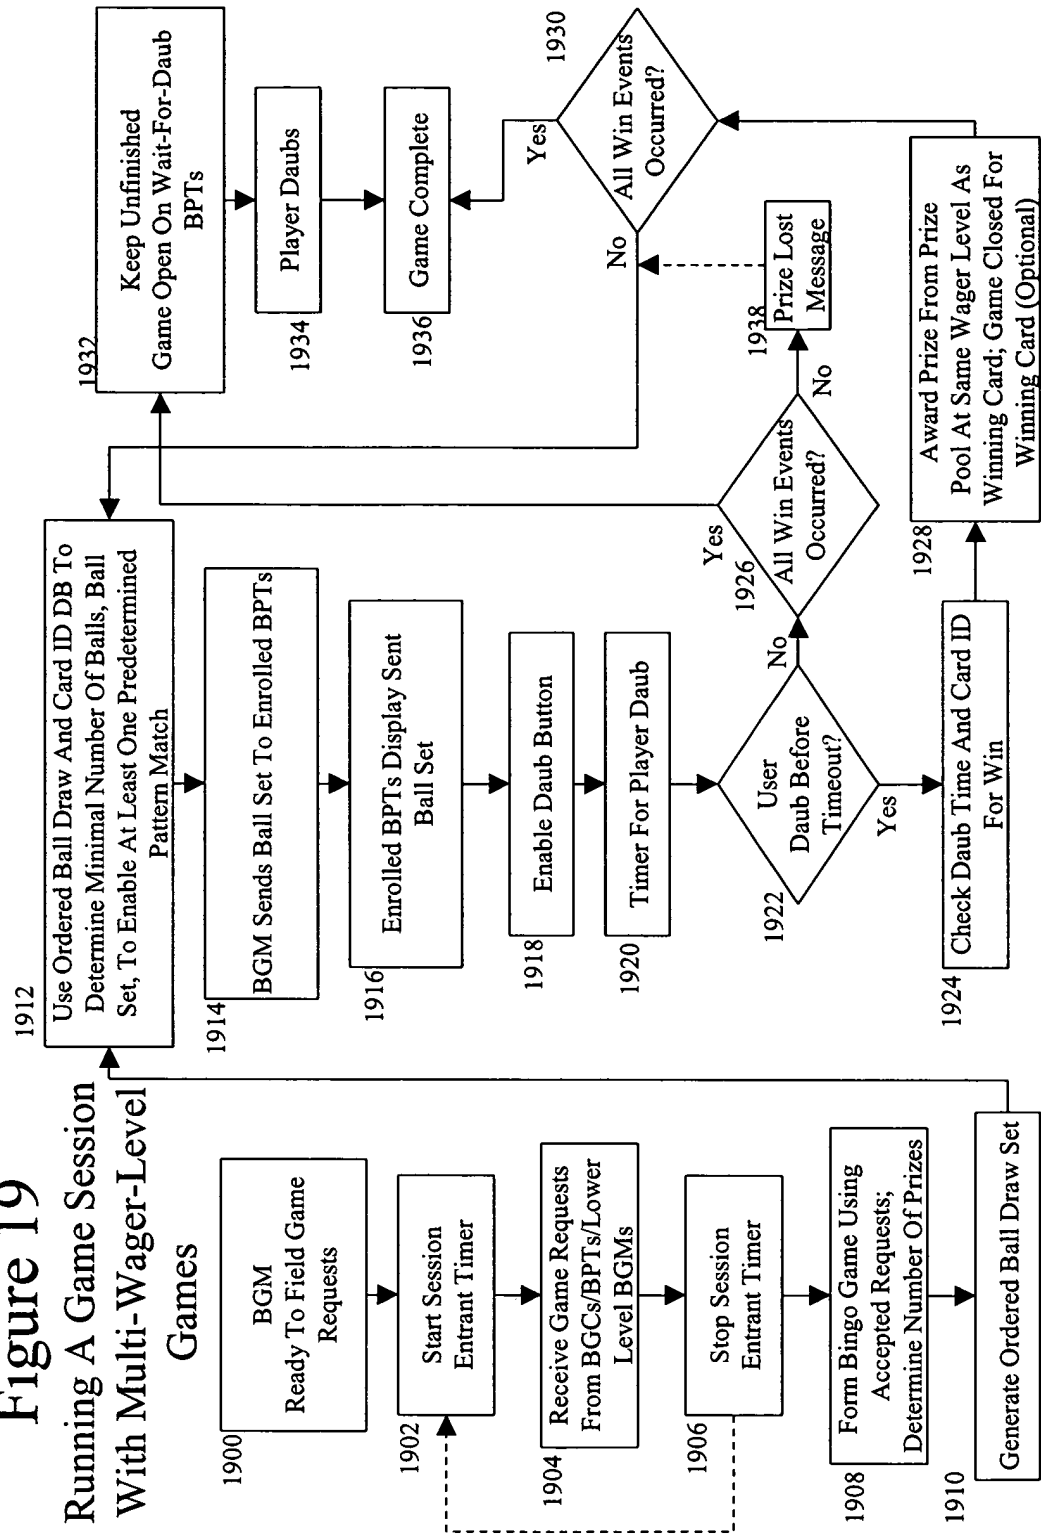 Figure 19
Running A Game Session
With Multi-Wager-Level
Games
1900
BGM
Ready To Field Game
Requests
1902
Start Session
Entrant Timer
1904
Receive Game Requests
From BGCs/BPTs/Lower
Level BGMs
1906
Stop Session
Entrant Timer
1908
Form Bingo Game Using
Accepted Requests;
Determine Number Of Prizes
1910
Generate Ordered Ball Draw Set
1912
Use Ordered Ball Draw And Card ID DB To
Determine Minimal Number Of Balls, Ball
Set, To Enable At Least One Predetermined
Pattern Match
1914
BGM Sends Ball Set To Enrolled BPTs
1916
Enrolled BPTs Display Sent
Ball Set
1918
Enable Daub Button
1920
Timer For Player Daub
1922
User
Daub Before
Timeout?
No
Yes
1924
Check Daub Time And Card ID
For Win
1926
All Win Events
Occurred?
Yes
No
1928
Award Prize From Prize
Pool At Same Wager Level As
Winning Card; Game Closed For
Winning Card (Optional)
1930
All Win Events
Occurred?
Yes
No
1932
Keep Unfinished
Game Open On Wait-For-Daub
BPTs
1934
Player Daubs
1936
Game Complete
1938
Prize Lost
Message